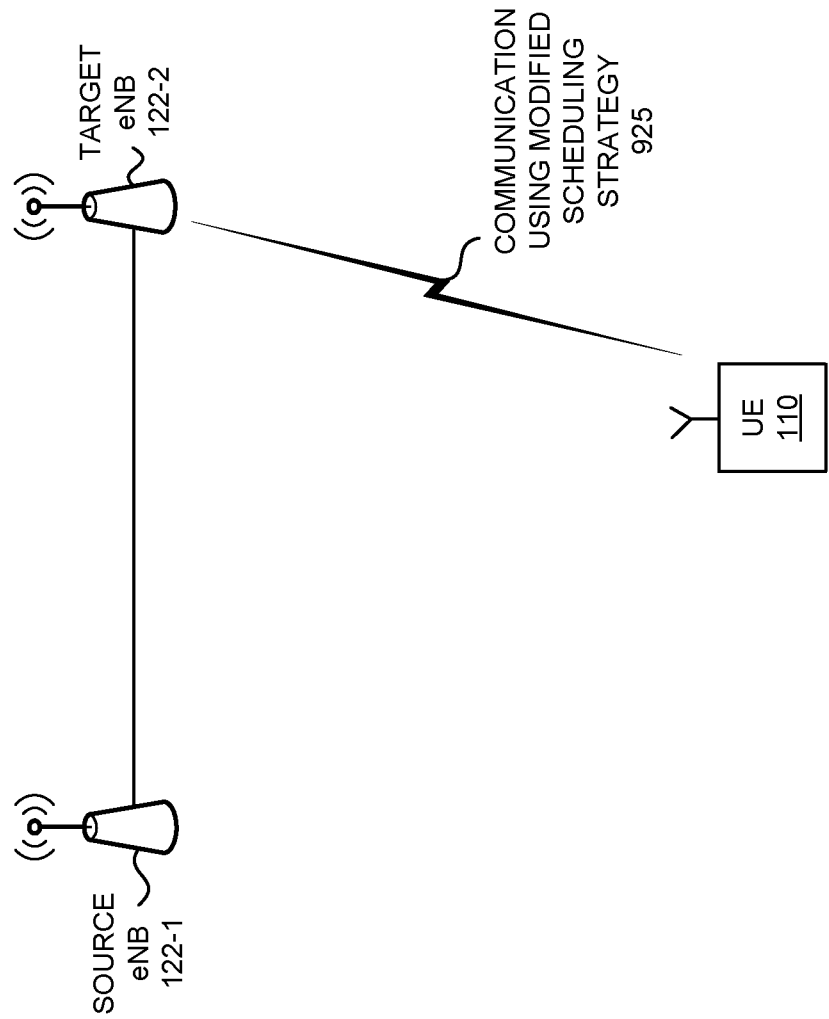 SOURCE
eNB
122-1
TARGET
eNB
122-2
COMMUNICATION
USING MODIFIED
SCHEDULING
STRATEGY
925
UE
110